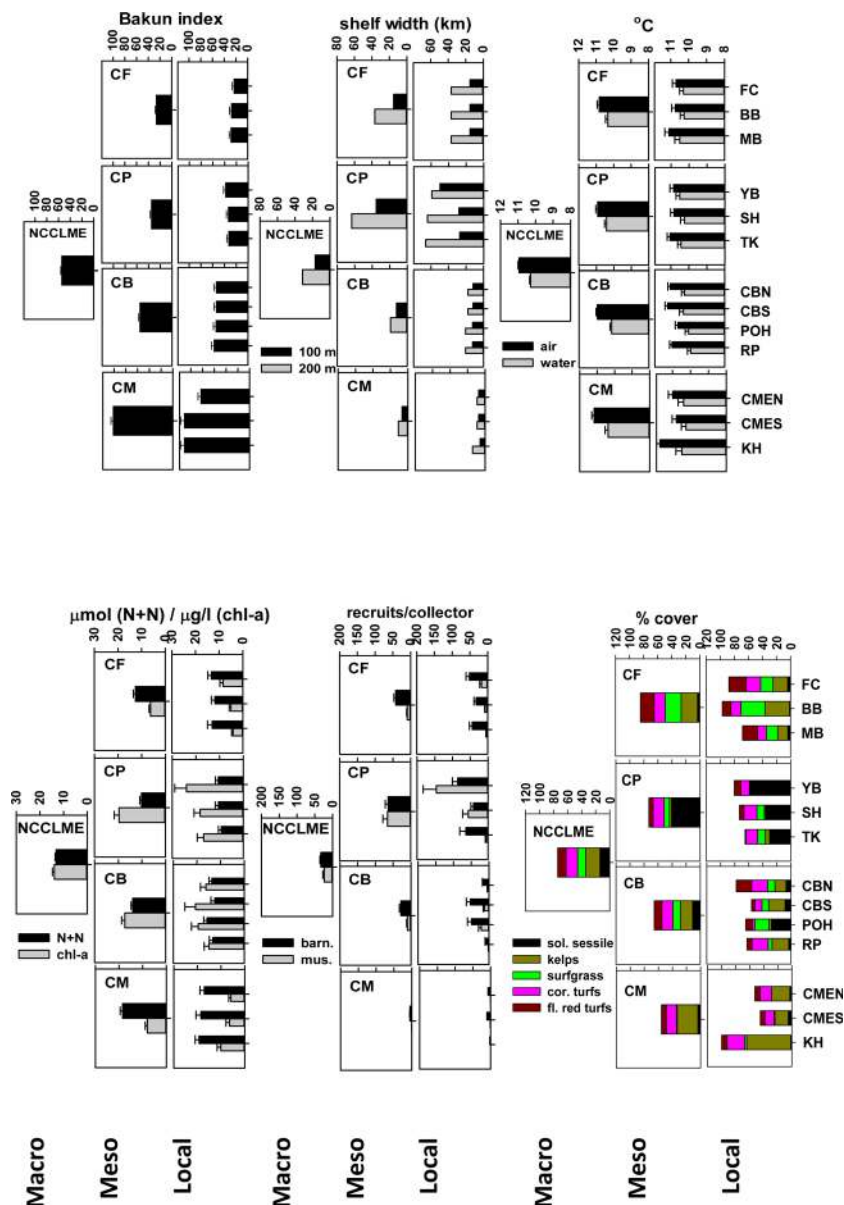 Bakun index
NCCLME
100
80
60
40
20
0
CM
CB
CP
CF
100
80
60
40
20
0
100
80
60
40
20
0
shelf width (km)
NCCLME
80
60
40
20
0
100 m
200 m
CM
CB
CP
CF
80
60
40
20
0
60
40
20
0
°C
NCCLME
12
11
10
9
8
air
water
CM
CB
CP
CF
12
11
10
9
8
11
10
9
8
KH
CMES
CMEN
RP
POH
CBS
CBN
TK
SH
YB
MB
BB
FC
Macro
Meso
Local
µmol (N+N) / µg/l (chl-a)
NCCLME
30
20
10
0
N+N
chl-a
CM
CB
CP
CF
30
20
10
0
30
20
10
0
Macro
Meso
Local
recruits/collector
NCCLME
200
150
100
50
0
barn.
mus.
CM
CB
CP
CF
200
150
100
50
0
200
150
100
50
0
Macro
Meso
Local
% cover
NCCLME
120
100
80
60
40
20
0
sol. sessile
kelps
surfgrass
cor. turfs
fl. red turfs
CM
CB
CP
CF
120
100
80
60
40
20
0
120
100
80
60
40
20
0
KH
CMES
CMEN
RP
POH
CBS
CBN
TK
SH
YB
MB
BB
FC